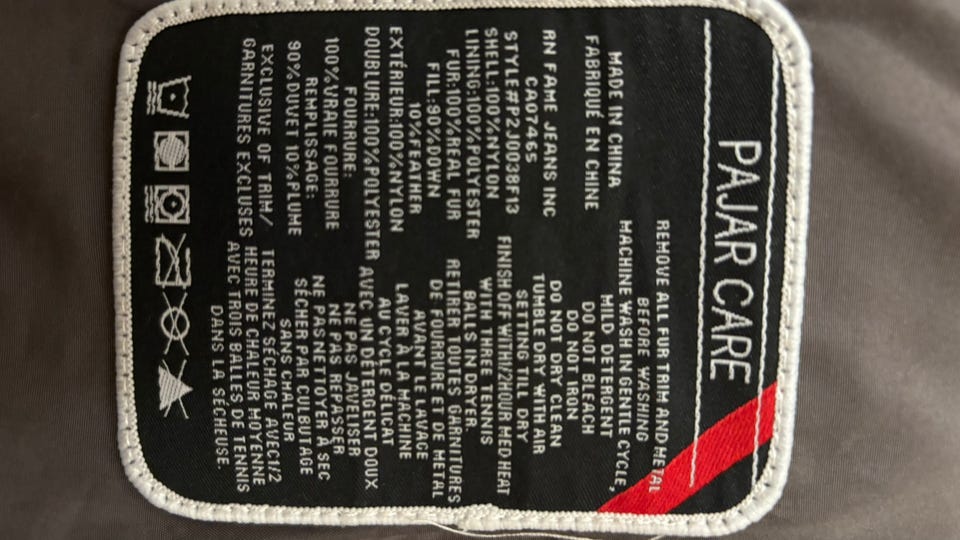 PAJAR CARE
MADE IN CHINA
FABRIQUÉ EN CHINE
RN FAME JEANS INC
CA07465
STYLE#P2J0038F13
SHELL:100%NYLON
LINING:100%POLYESTER
FUR:100%REAL FUR
FILL:90%DOWN
10%FEATHER
EXTÉRIEUR:100%NYLON
DOUBLURE:100%POLYESTER
FOURRURE:
100%VRAIE FOURRURE
REMPLISSAGE:
90%DUVET 10%PLUME
EXCLUSIVE OF TRIM/
GARNITURES EXCLUSES
REMOVE ALL FUR TRIM AND METAL
BEFORE WASHING
MACHINE WASH IN GENTLE CYCLE,
MILD DETERGENT
DO NOT BLEACH
DO NOT IRON
DO NOT DRY CLEAN
TUMBLE DRY WITH AIR
SETTING TILL DRY
FINISH OFF WITH1/2HOUR MED HEAT
WITH THREE TENNIS
BALLS IN DRYER.
RETIRER TOUTES GARNITURES
DE FOURRURE ET DE MÉTAL
AVANT LE LAVAGE
LAVER À LA MACHINE
AU CYCLE DÉLICAT
AVEC UN DÉTERGENT DOUX
NE PAS JAVELISER
NE PAS REPASSER
NE PAS NETTOYER À SEC
SÉCHER PAR CULBUTAGE
SANS CHALEUR
TERMINEZ SÉCHAGE AVEC1/2
HEURE DE CHALEUR MOYENNE
AVEC TROIS BALLES DE TENNIS
DANS LA SÉCHEUSE.